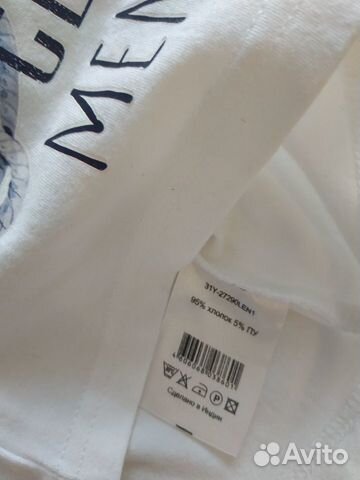 MEN
31Y-27290LEN1
95% хлопок 5% ПУ
Сделано в Индии
Avito